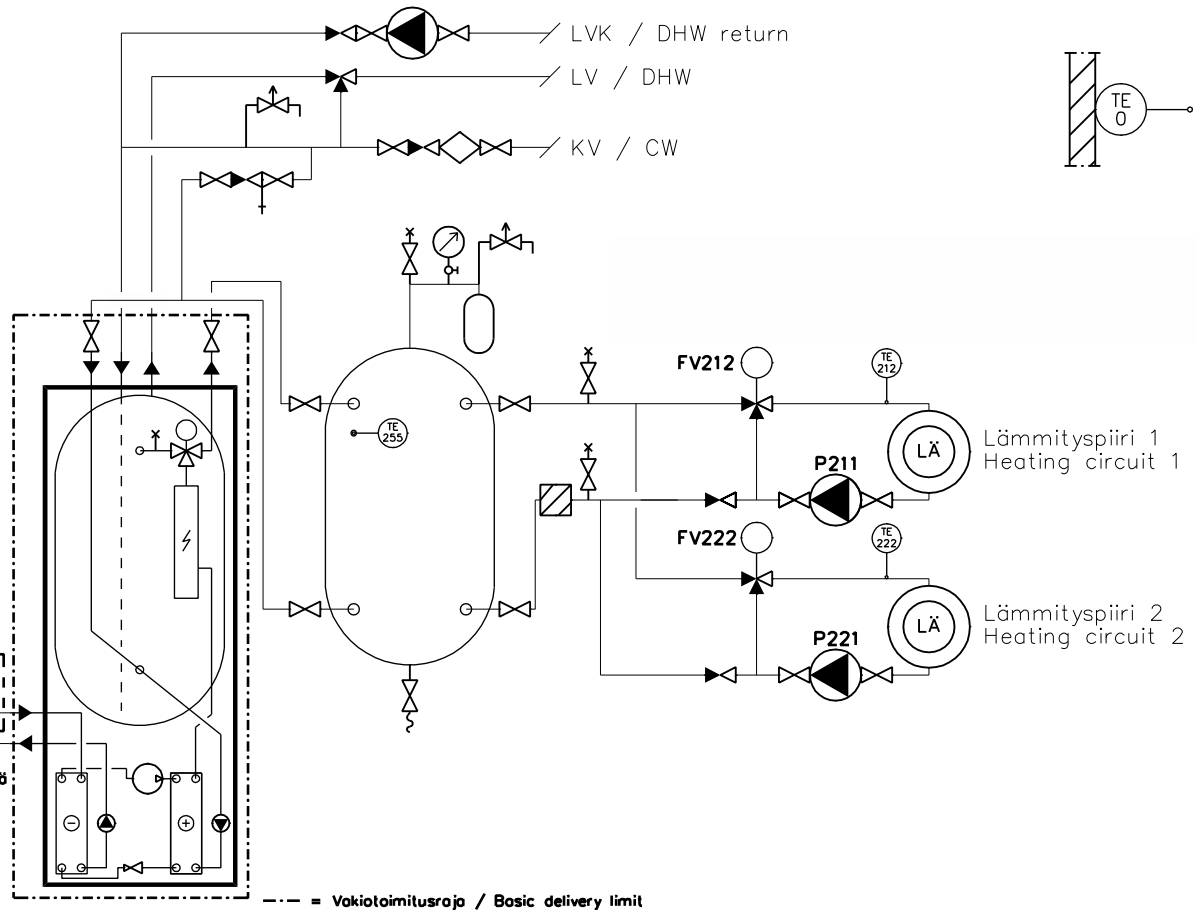 LVK / DHW return
LV / DHW
KV / CW
TE
0
FV212
TE
212
TE
255
LÄ
Lämmityspiiri 1
Heating circuit 1
P211
FV222
TE
222
LÄ
Lämmityspiiri 2
Heating circuit 2
P221
ä
- +
—·— = Vakiotoimitusraja / Basic delivery limit